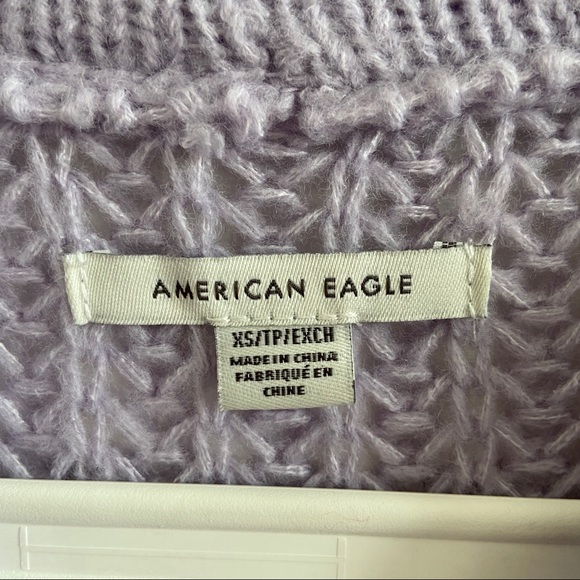 AMERICAN EAGLE
XS/TP/EXCH
MADE IN CHINA
FABRIQUÉ EN
CHINE